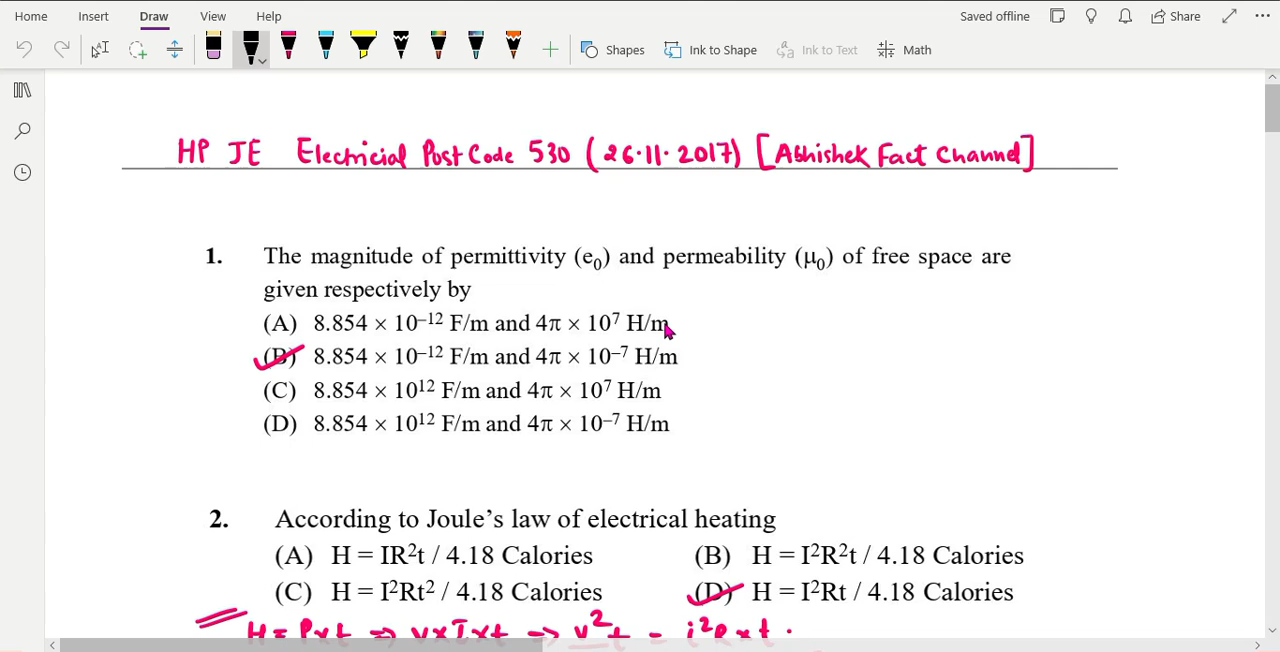 Home Insert Draw View Help Saved offline Share
Shapes Ink to Shape Ink to Text Math
HP JE Electricial Post Code 530 (26.11.2017) [Abhishek Fact Channel]
1. The magnitude of permittivity (e₀) and permeability (μ₀) of free space are
given respectively by
(A) 8.854 × 10⁻¹² F/m and 4π × 10⁷ H/m
(B) 8.854 × 10⁻¹² F/m and 4π × 10⁻⁷ H/m
(C) 8.854 × 10¹² F/m and 4π × 10⁷ H/m
(D) 8.854 × 10¹² F/m and 4π × 10⁻⁷ H/m
2. According to Joule's law of electrical heating
(A) H = IR²t / 4.18 Calories (B) H = I²R²t / 4.18 Calories
(C) H = I²Rt² / 4.18 Calories (D) H = I²Rt / 4.18 Calories
H = P×t ⇒ V×I×t ⇒ V²t = i²R×t